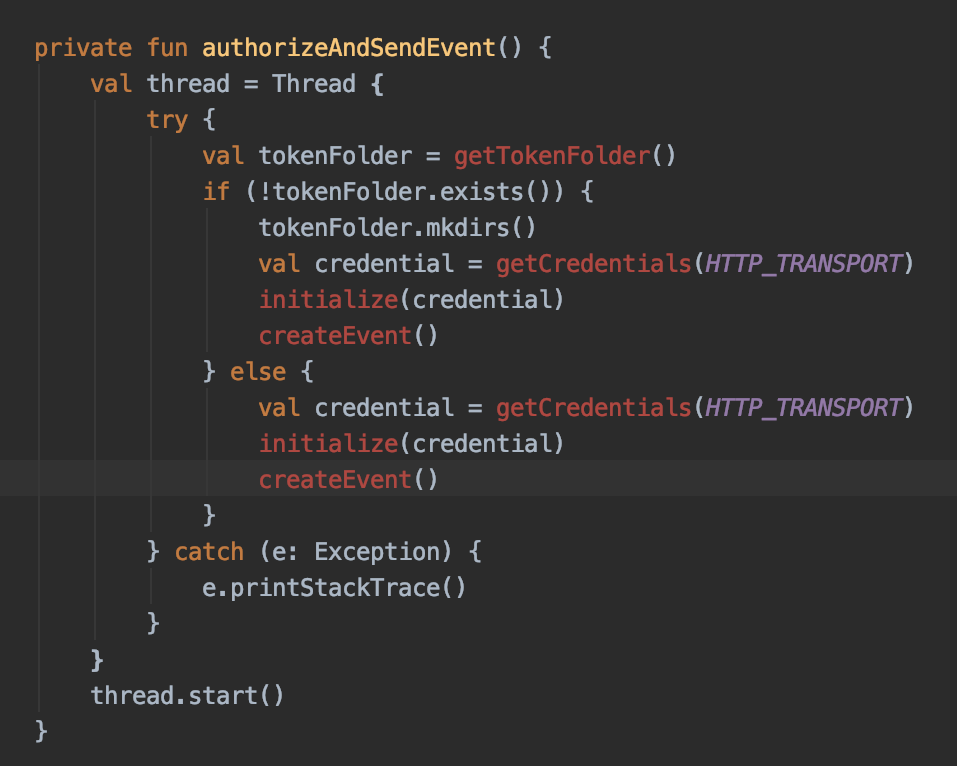 private fun authorizeAndSendEvent() {
    val thread = Thread {
        try {
            val tokenFolder = getTokenFolder()
            if (!tokenFolder.exists()) {
                tokenFolder.mkdirs()
                val credential = getCredentials(HTTP_TRANSPORT)
                initialize(credential)
                createEvent()
            } else {
                val credential = getCredentials(HTTP_TRANSPORT)
                initialize(credential)
                createEvent()
            }
        } catch (e: Exception) {
            e.printStackTrace()
        }
    }
    thread.start()
}